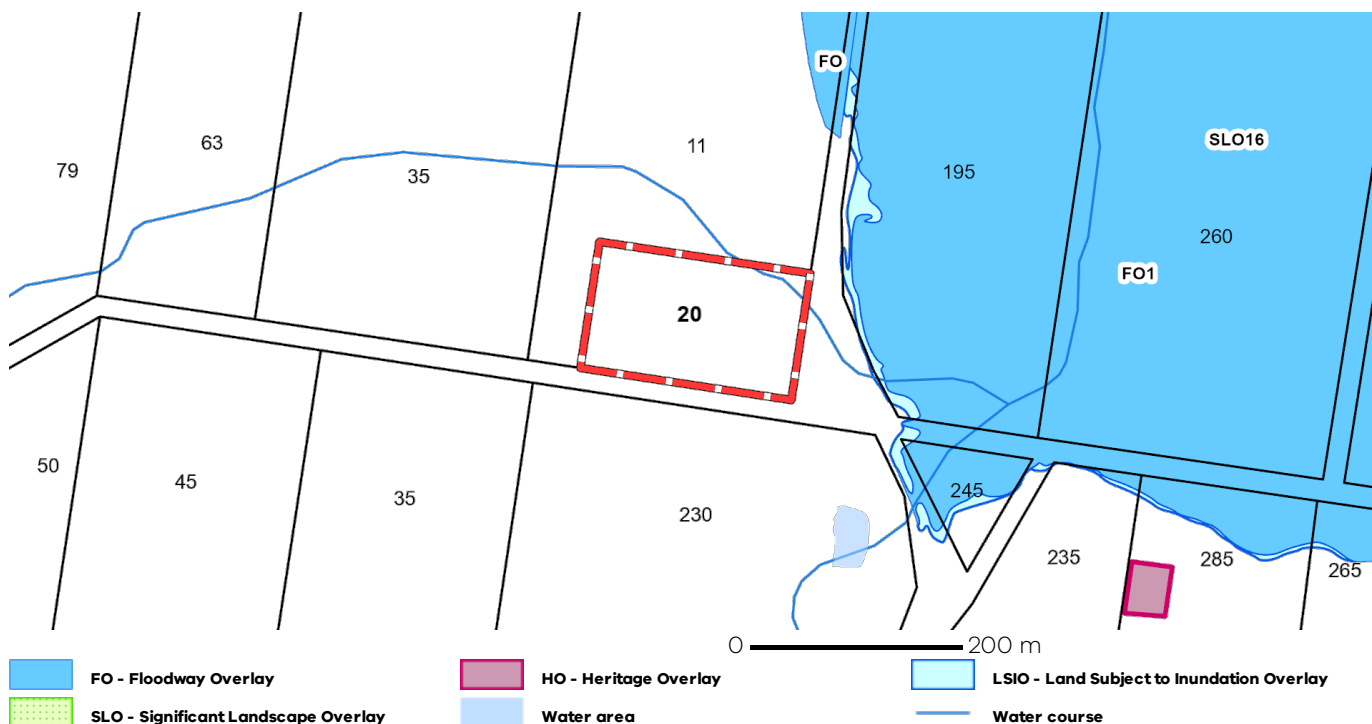 FO
11
63
SLO16
79
35
195
260
FO1
20
50
45
35
245
230
235
285
265
0 200 m
FO - Floodway Overlay
HO - Heritage Overlay
LSIO - Land Subject to Inundation Overlay
SLO - Significant Landscape Overlay
Water area
Water course